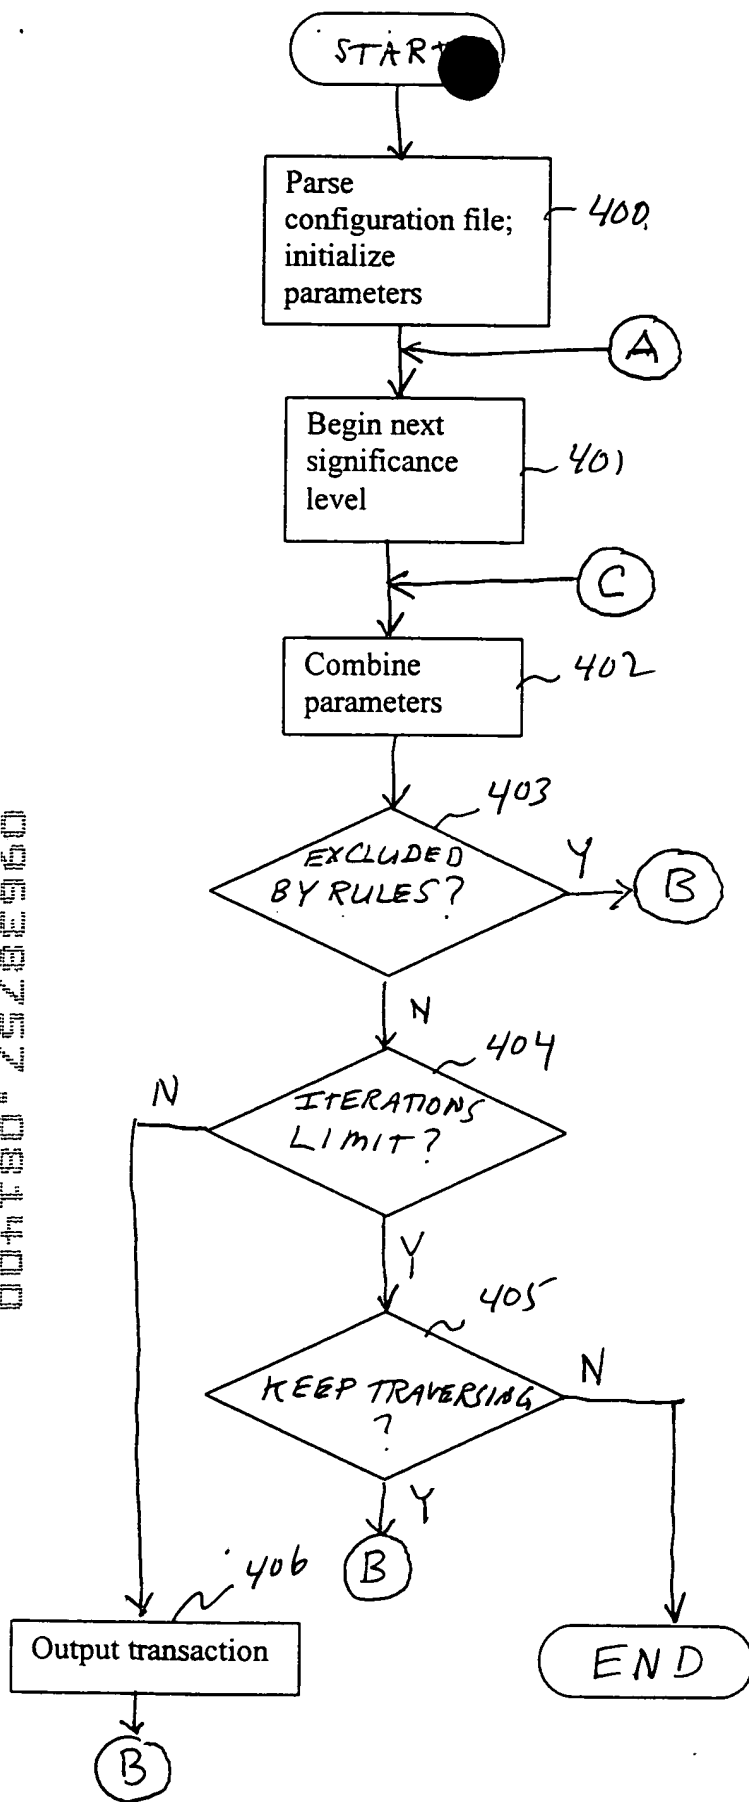 START
Parse
configuration file;
initialize
parameters
400
A
Begin next
significance
level
401
C
Combine
parameters
402
403
EXCLUDED
BY RULES?
Y
B
N
404
ITERATIONS
LIMIT?
N
Y
405
KEEP TRAVERSING
?
N
Y
B
406
Output transaction
END
B